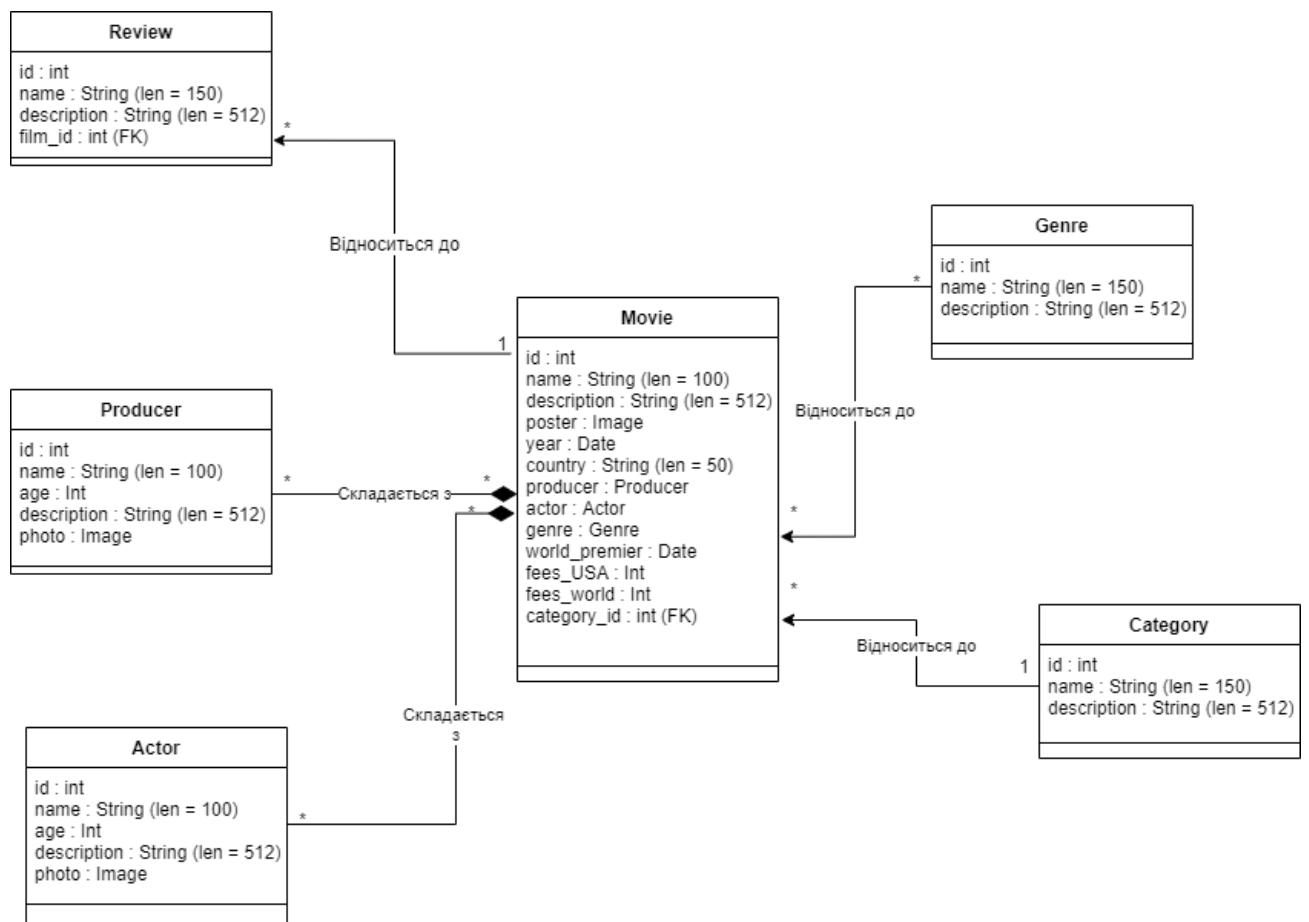 Review
id : int
name : String (len = 150)
description : String (len = 512)
film_id : int (FK)
*
Відноситься до
1
Genre
id : int
name : String (len = 150)
description : String (len = 512)
*
Відноситься до
*
Movie
id : int
name : String (len = 100)
description : String (len = 512)
poster : Image
year : Date
country : String (len = 50)
producer : Producer
actor : Actor
genre : Genre
world_premier : Date
fees_USA : Int
fees_world : Int
category_id : int (FK)
Producer
id : int
name : String (len = 100)
age : Int
description : String (len = 512)
photo : Image
*
Складається з
*
*
Складається
з
*
Actor
id : int
name : String (len = 100)
age : Int
description : String (len = 512)
photo : Image
*
Відноситься до
1
Category
id : int
name : String (len = 150)
description : String (len = 512)